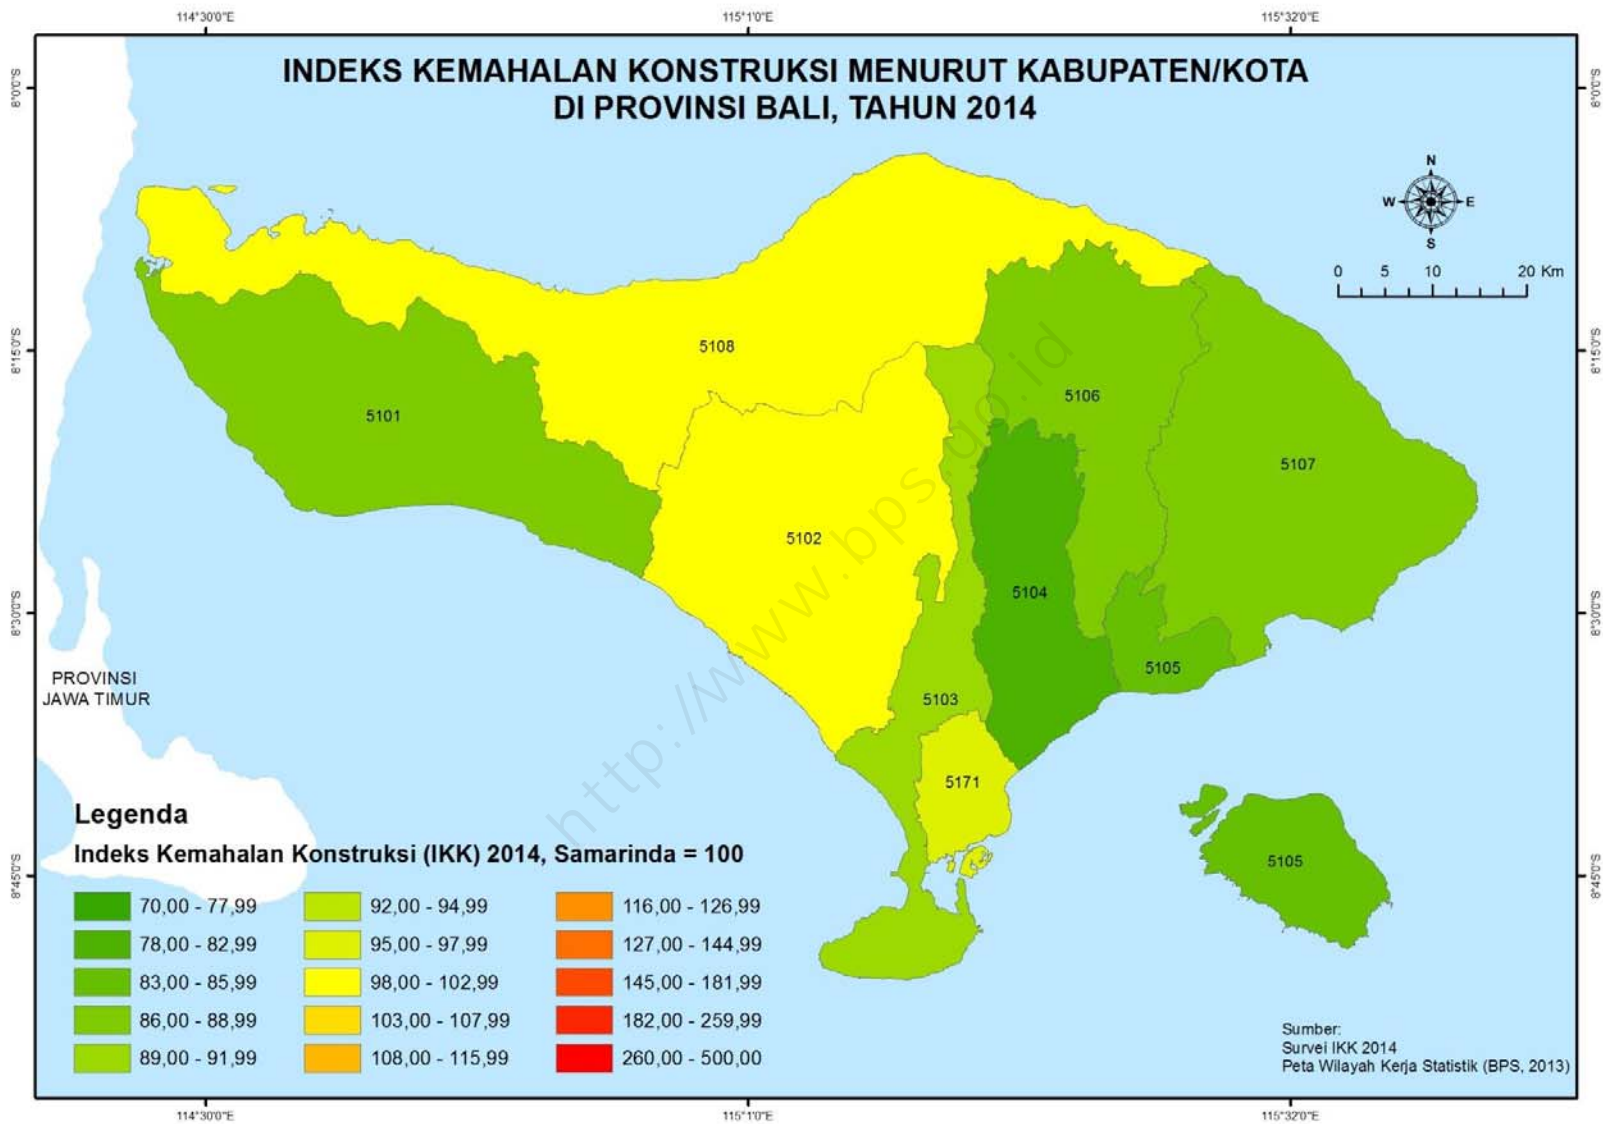 114°30'0"E
115°1'0"E
115°32'0"E
INDEKS KEMAHALAN KONSTRUKSI MENURUT KABUPATEN/KOTA
DI PROVINSI BALI, TAHUN 2014
8°0'0"S
8°0'0"S
N
W
E
S
0 5 10 20 Km
8°15'0"S
8°15'0"S
5108
5106
5101
5107
5102
5104
8°30'0"S
8°30'0"S
5105
PROVINSI
JAWA TIMUR
5103
5171
5105
http://www.bps.go.id
8°45'0"S
8°45'0"S
Legenda
Indeks Kemahalan Konstruksi (IKK) 2014, Samarinda = 100
70,00 - 77,99
92,00 - 94,99
116,00 - 126,99
78,00 - 82,99
95,00 - 97,99
127,00 - 144,99
83,00 - 85,99
98,00 - 102,99
145,00 - 181,99
86,00 - 88,99
103,00 - 107,99
182,00 - 259,99
89,00 - 91,99
108,00 - 115,99
260,00 - 500,00
Sumber:
Survei IKK 2014
Peta Wilayah Kerja Statistik (BPS, 2013)
114°30'0"E
115°1'0"E
115°32'0"E